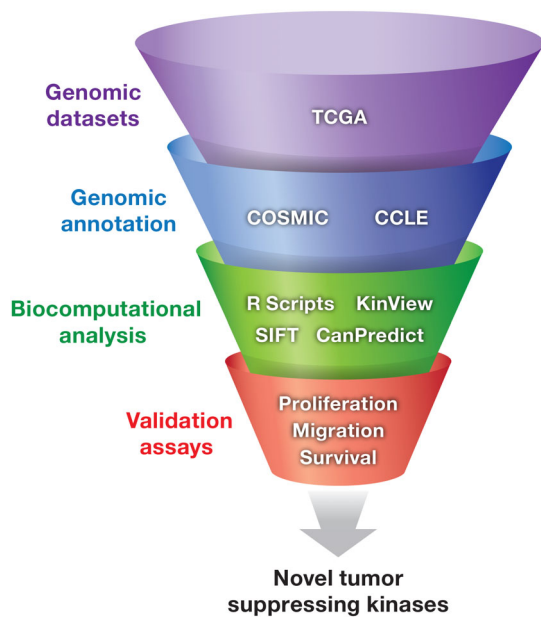 Genomic
datasets
TCGA
Genomic
annotation
COSMIC CCLE
Biocomputational
analysis
R Scripts KinView
SIFT CanPredict
Validation
assays
Proliferation
Migration
Survival
Novel tumor
suppressing kinases